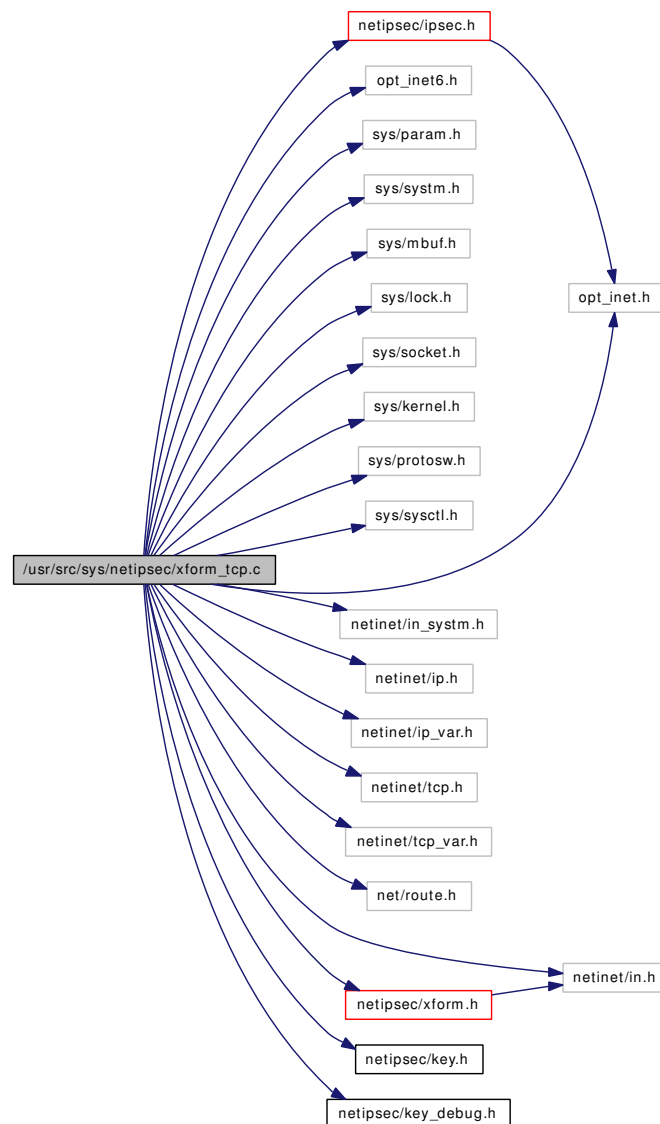 netipsec/ipsec.h
opt_inet6.h
sys/param.h
sys/systm.h
sys/mbuf.h
sys/lock.h
opt_inet.h
sys/socket.h
sys/kernel.h
sys/protosw.h
sys/sysctl.h
/usr/src/sys/netipsec/xform_tcp.c
netinet/in_systm.h
netinet/ip.h
netinet/ip_var.h
netinet/tcp.h
netinet/tcp_var.h
net/route.h
netinet/in.h
netipsec/xform.h
netipsec/key.h
netipsec/key_debug.h